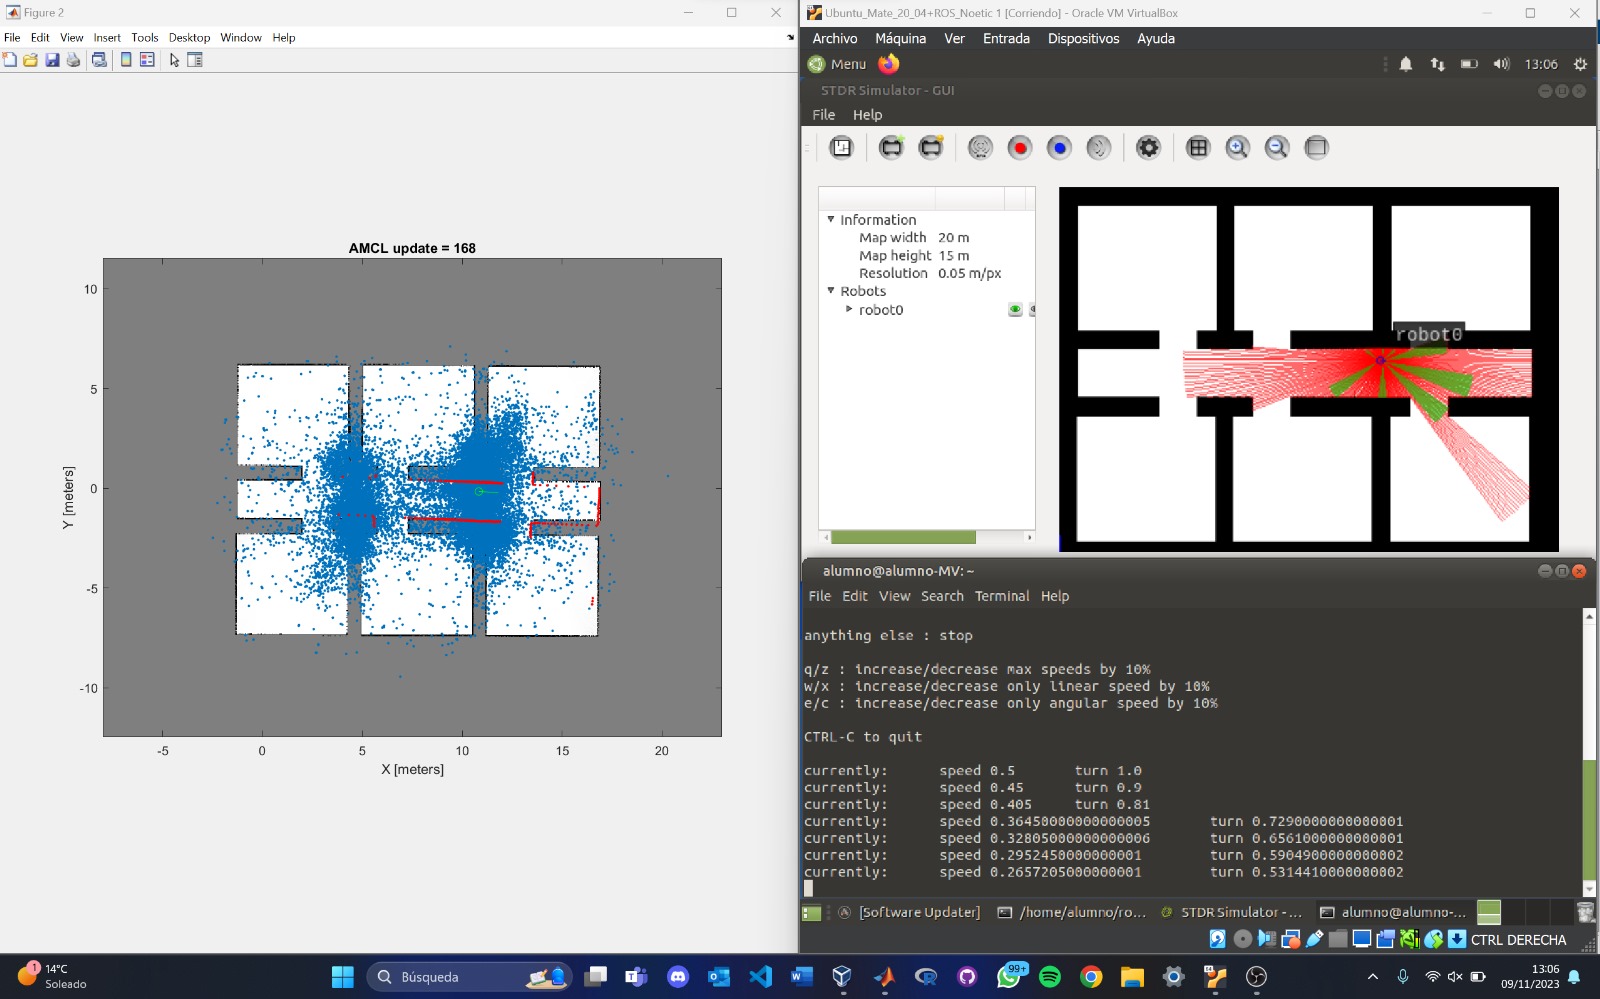 Figure 2
File Edit View Insert Tools Desktop Window Help
AMCL update = 168
10
5
0
-5
-10
Y [meters]
-5 0 5 10 15 20
X [meters]
Ubuntu_Mate_20_04+ROS_Noetic 1 [Corriendo] - Oracle VM VirtualBox
Archivo Máquina Ver Entrada Dispositivos Ayuda
Menu 13:06
STDR Simulator - GUI
File Help
Information
Map width 20 m
Map height 15 m
Resolution 0.05 m/px
Robots
robot0
robot0
alumno@alumno-MV: ~
File Edit View Search Terminal Help
anything else : stop
q/z : increase/decrease max speeds by 10%
w/x : increase/decrease only linear speed by 10%
e/c : increase/decrease only angular speed by 10%
CTRL-C to quit
currently: speed 0.5 turn 1.0
currently: speed 0.45 turn 0.9
currently: speed 0.405 turn 0.81
currently: speed 0.36450000000000005 turn 0.7290000000000001
currently: speed 0.32805000000000006 turn 0.6561000000000001
currently: speed 0.2952450000000001 turn 0.5904900000000002
currently: speed 0.2657205000000001 turn 0.5314410000000002
[Software Updater] /home/alumno/ro... STDR Simulator -... alumno@alumno-...
CTRL DERECHA
1
14°C
Soleado
Búsqueda
99+
13:06
09/11/2023